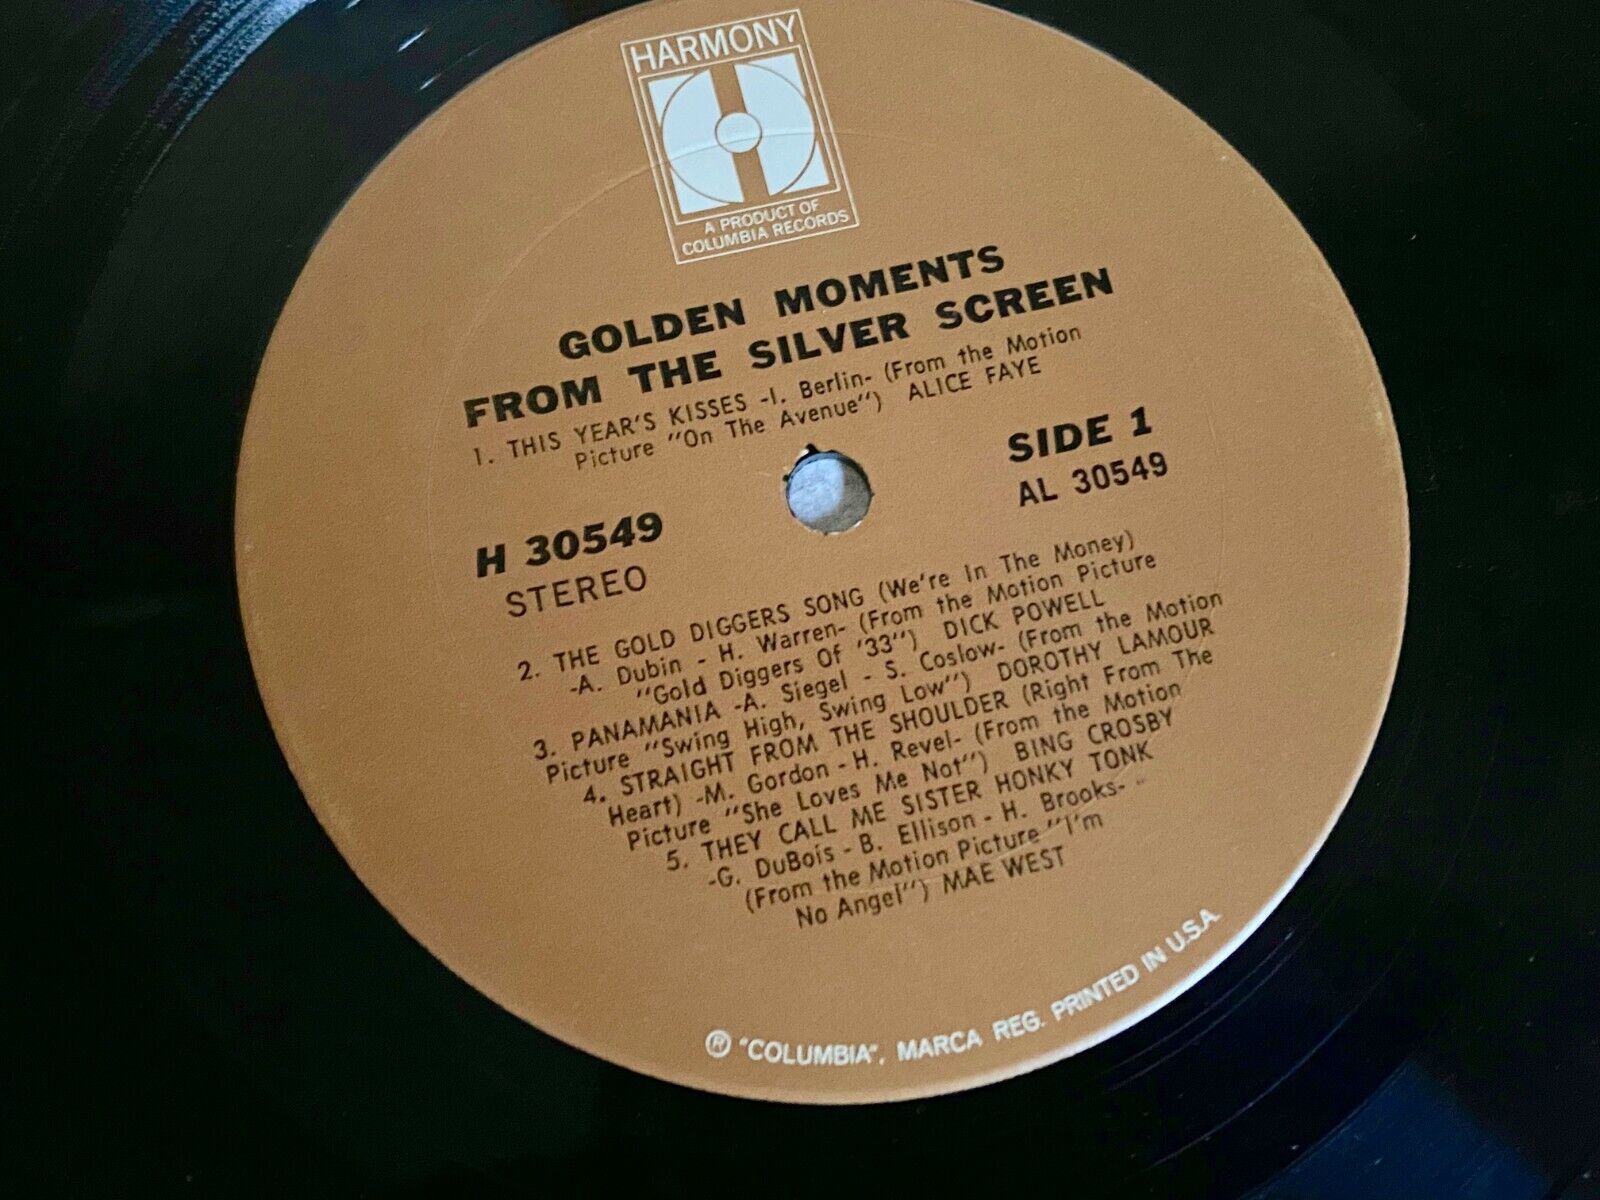 HARMONY
A PRODUCT OF
COLUMBIA RECORDS
GOLDEN MOMENTS
FROM THE SILVER SCREEN
1. THIS YEAR'S KISSES -I. Berlin- (From the Motion
Picture "On The Avenue") ALICE FAYE
SIDE 1
AL 30549
H 30549
STEREO
2. THE GOLD DIGGERS SONG (We're In The Money)
-A. Dubin - H. Warren- (From the Motion Picture
"Gold Diggers Of '33") DICK POWELL
3. PANAMANIA -A. Siegel - S. Coslow- (From the Motion
Picture "Swing High, Swing Low") DOROTHY LAMOUR
4. STRAIGHT FROM THE SHOULDER (Right From The
Heart) -M. Gordon - H. Revel- (From the Motion
Picture "She Loves Me Not") BING CROSBY
5. THEY CALL ME SISTER HONKY TONK
-G. DuBois - B. Ellison - H. Brooks-
(From the Motion Picture "I'm
No Angel") MAE WEST
® "COLUMBIA", MARCA REG. PRINTED IN U.S.A.